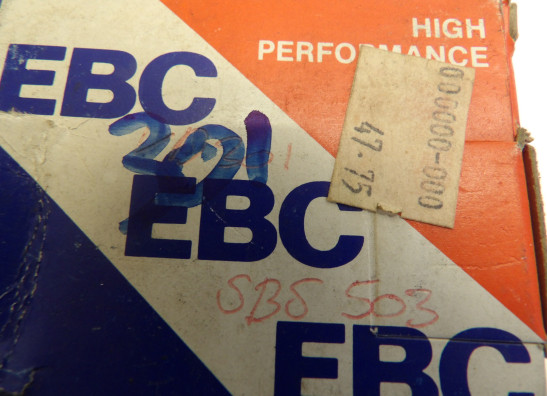 HIGH
PERFORMANCE
EBC
000000-000
47-75
EBC
SBS 503
EBC